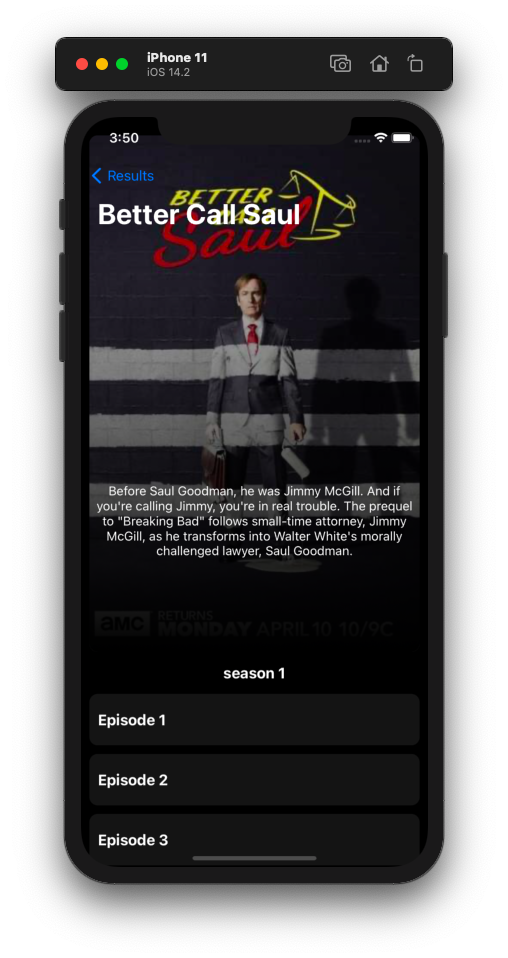 iPhone 11
iOS 14.2
3:50
Results
BETTER
CALL
Saul
Better Call Saul
Before Saul Goodman, he was Jimmy McGill. And if
you're calling Jimmy, you're in real trouble. The prequel
to "Breaking Bad" follows small-time attorney, Jimmy
McGill, as he transforms into Walter White's morally
challenged lawyer, Saul Goodman.
aMC
RETURNS
MONDAY APRIL 10 10/9C
season 1
Episode 1
Episode 2
Episode 3